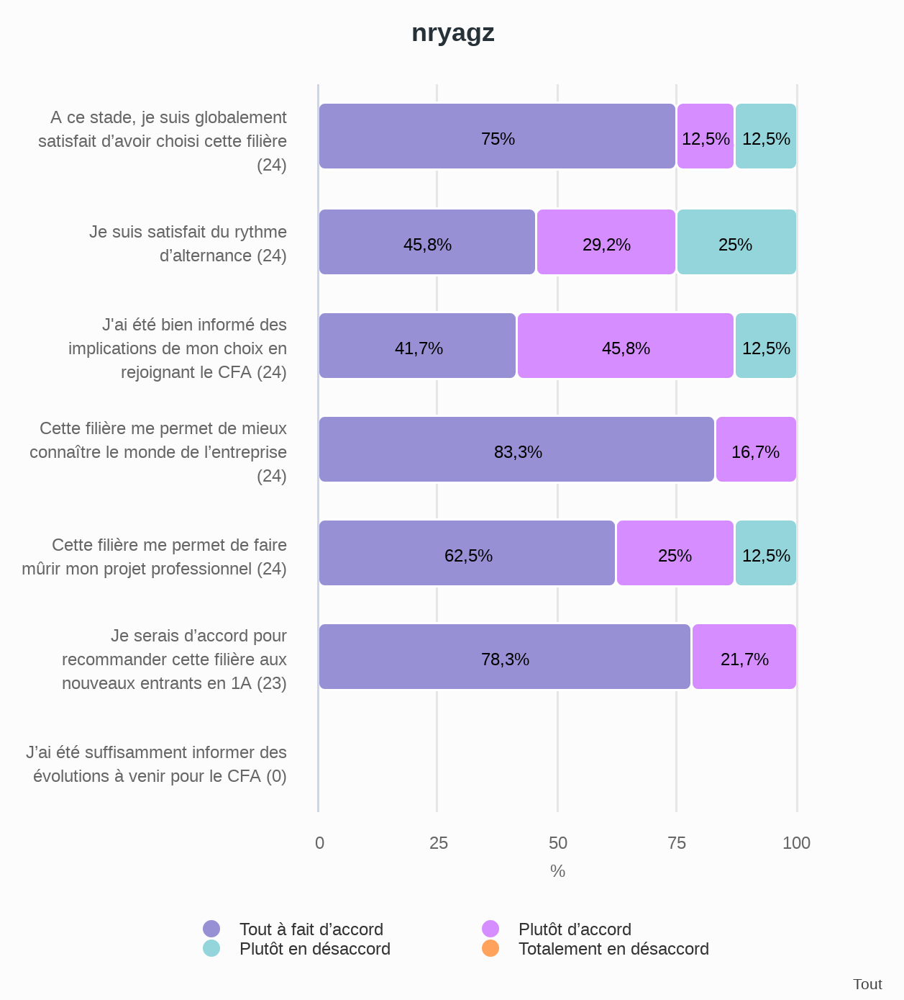 nryagz
A ce stade, je suis globalement
satisfait d’avoir choisi cette filière
(24)
75%
12,5%
12,5%
Je suis satisfait du rythme
d’alternance (24)
45,8%
29,2%
25%
J'ai été bien informé des
implications de mon choix en
rejoignant le CFA (24)
41,7%
45,8%
12,5%
Cette filière me permet de mieux
connaître le monde de l’entreprise
(24)
83,3%
16,7%
Cette filière me permet de faire
mûrir mon projet professionnel (24)
62,5%
25%
12,5%
Je serais d’accord pour
recommander cette filière aux
nouveaux entrants en 1A (23)
78,3%
21,7%
J’ai été suffisamment informer des
évolutions à venir pour le CFA (0)
0
25
50
75
100
%
Tout à fait d’accord
Plutôt d’accord
Plutôt en désaccord
Totalement en désaccord
Tout